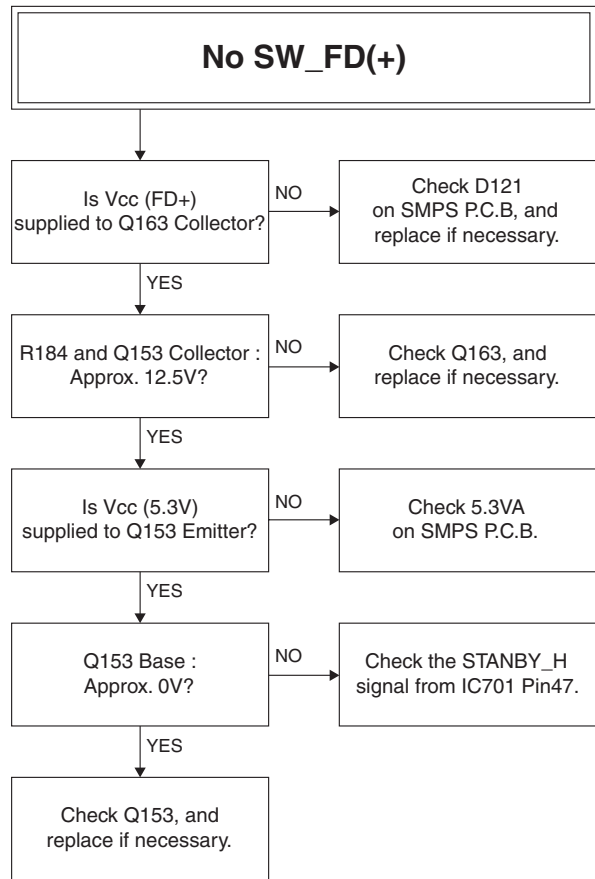 No SW_FD(+)
Is Vcc (FD+)
supplied to Q163 Collector?
NO
Check D121
on SMPS P.C.B, and
replace if necessary.
YES
R184 and Q153 Collector :
Approx. 12.5V?
NO
Check Q163, and
replace if necessary.
YES
Is Vcc (5.3V)
supplied to Q153 Emitter?
NO
Check 5.3VA
on SMPS P.C.B.
YES
Q153 Base :
Approx. 0V?
NO
Check the STANBY_H
signal from IC701 Pin47.
YES
Check Q153, and
replace if necessary.